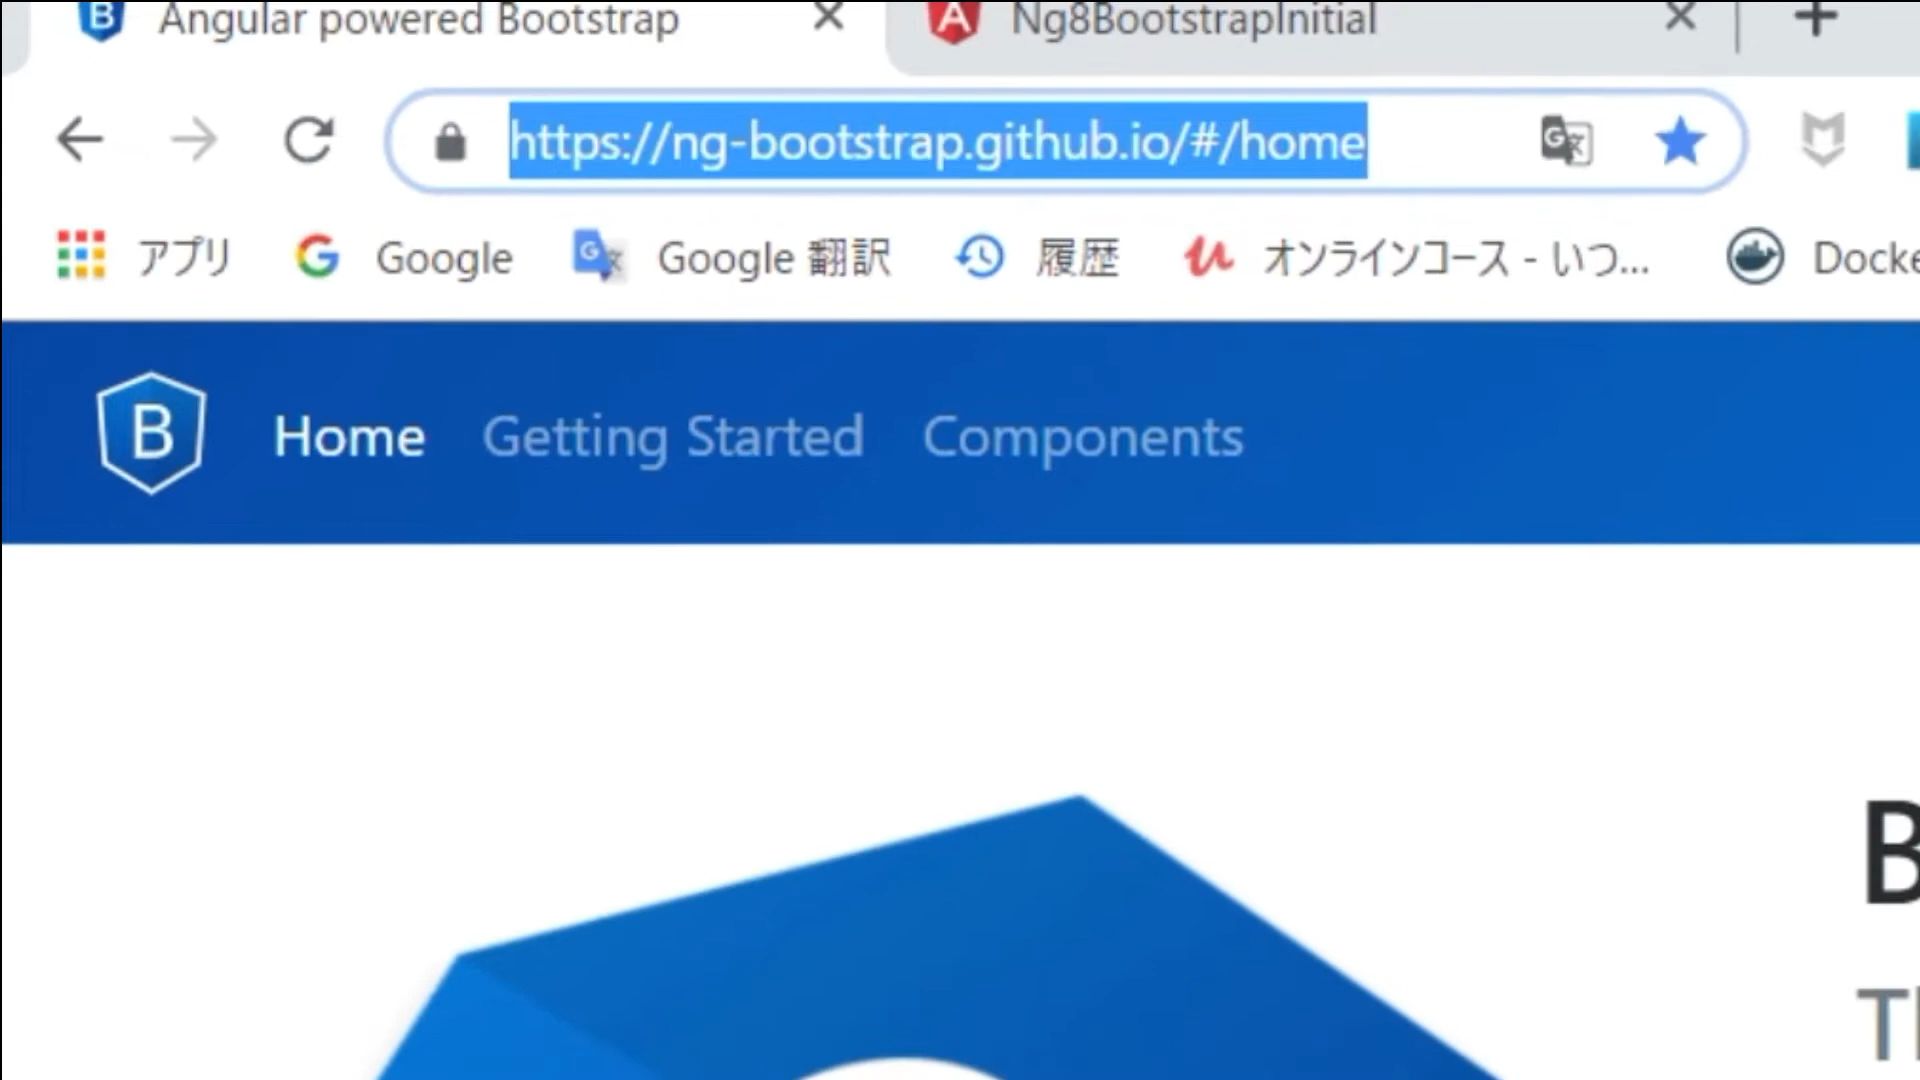 Angular powered Bootstrap
Ng8BootstrapInitial
https://ng-bootstrap.github.io/#/home
アプリ
Google
Google 翻訳
履歴
オンラインコース - いつ...
Docke
B
Home
Getting Started
Components
B